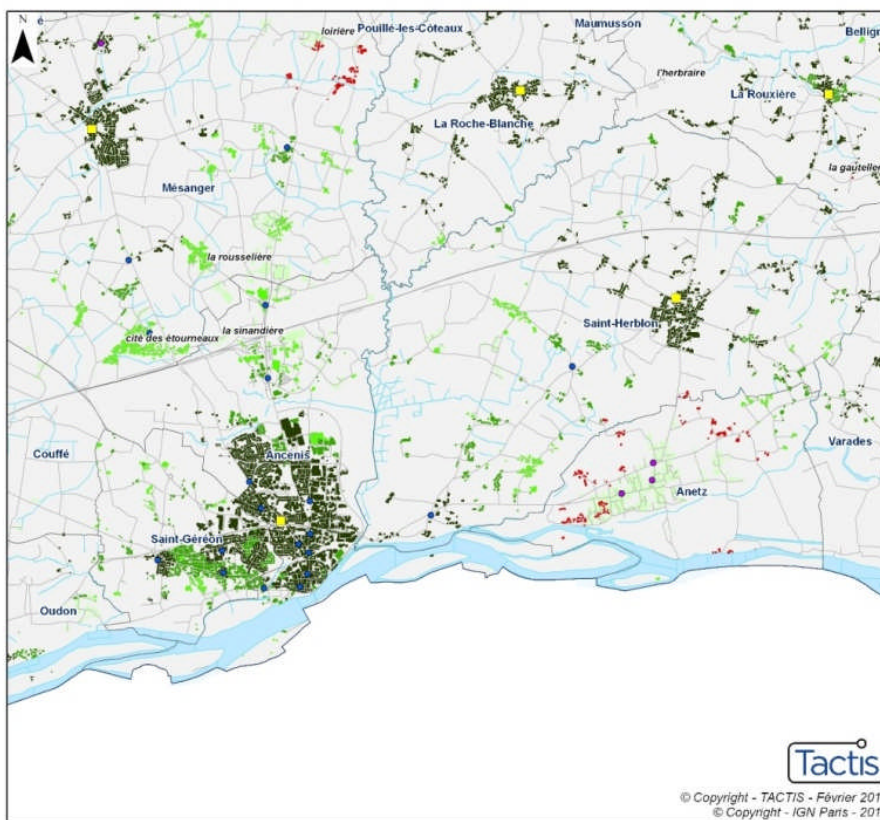 N
é
loirière
Pouillé-les-Côteaux
Maumusson
Bellign
l'herbraire
La Rouxière
La Roche-Blanche
la gauteller
Mésanger
la rousselière
Saint-Herblon
la sinandière
cité des étourneaux
Couffé
Ancenis
Varades
Anetz
Saint-Géréon
Oudon
Tactis
© Copyright - TACTIS - Février 201
© Copyright - IGN Paris - 201